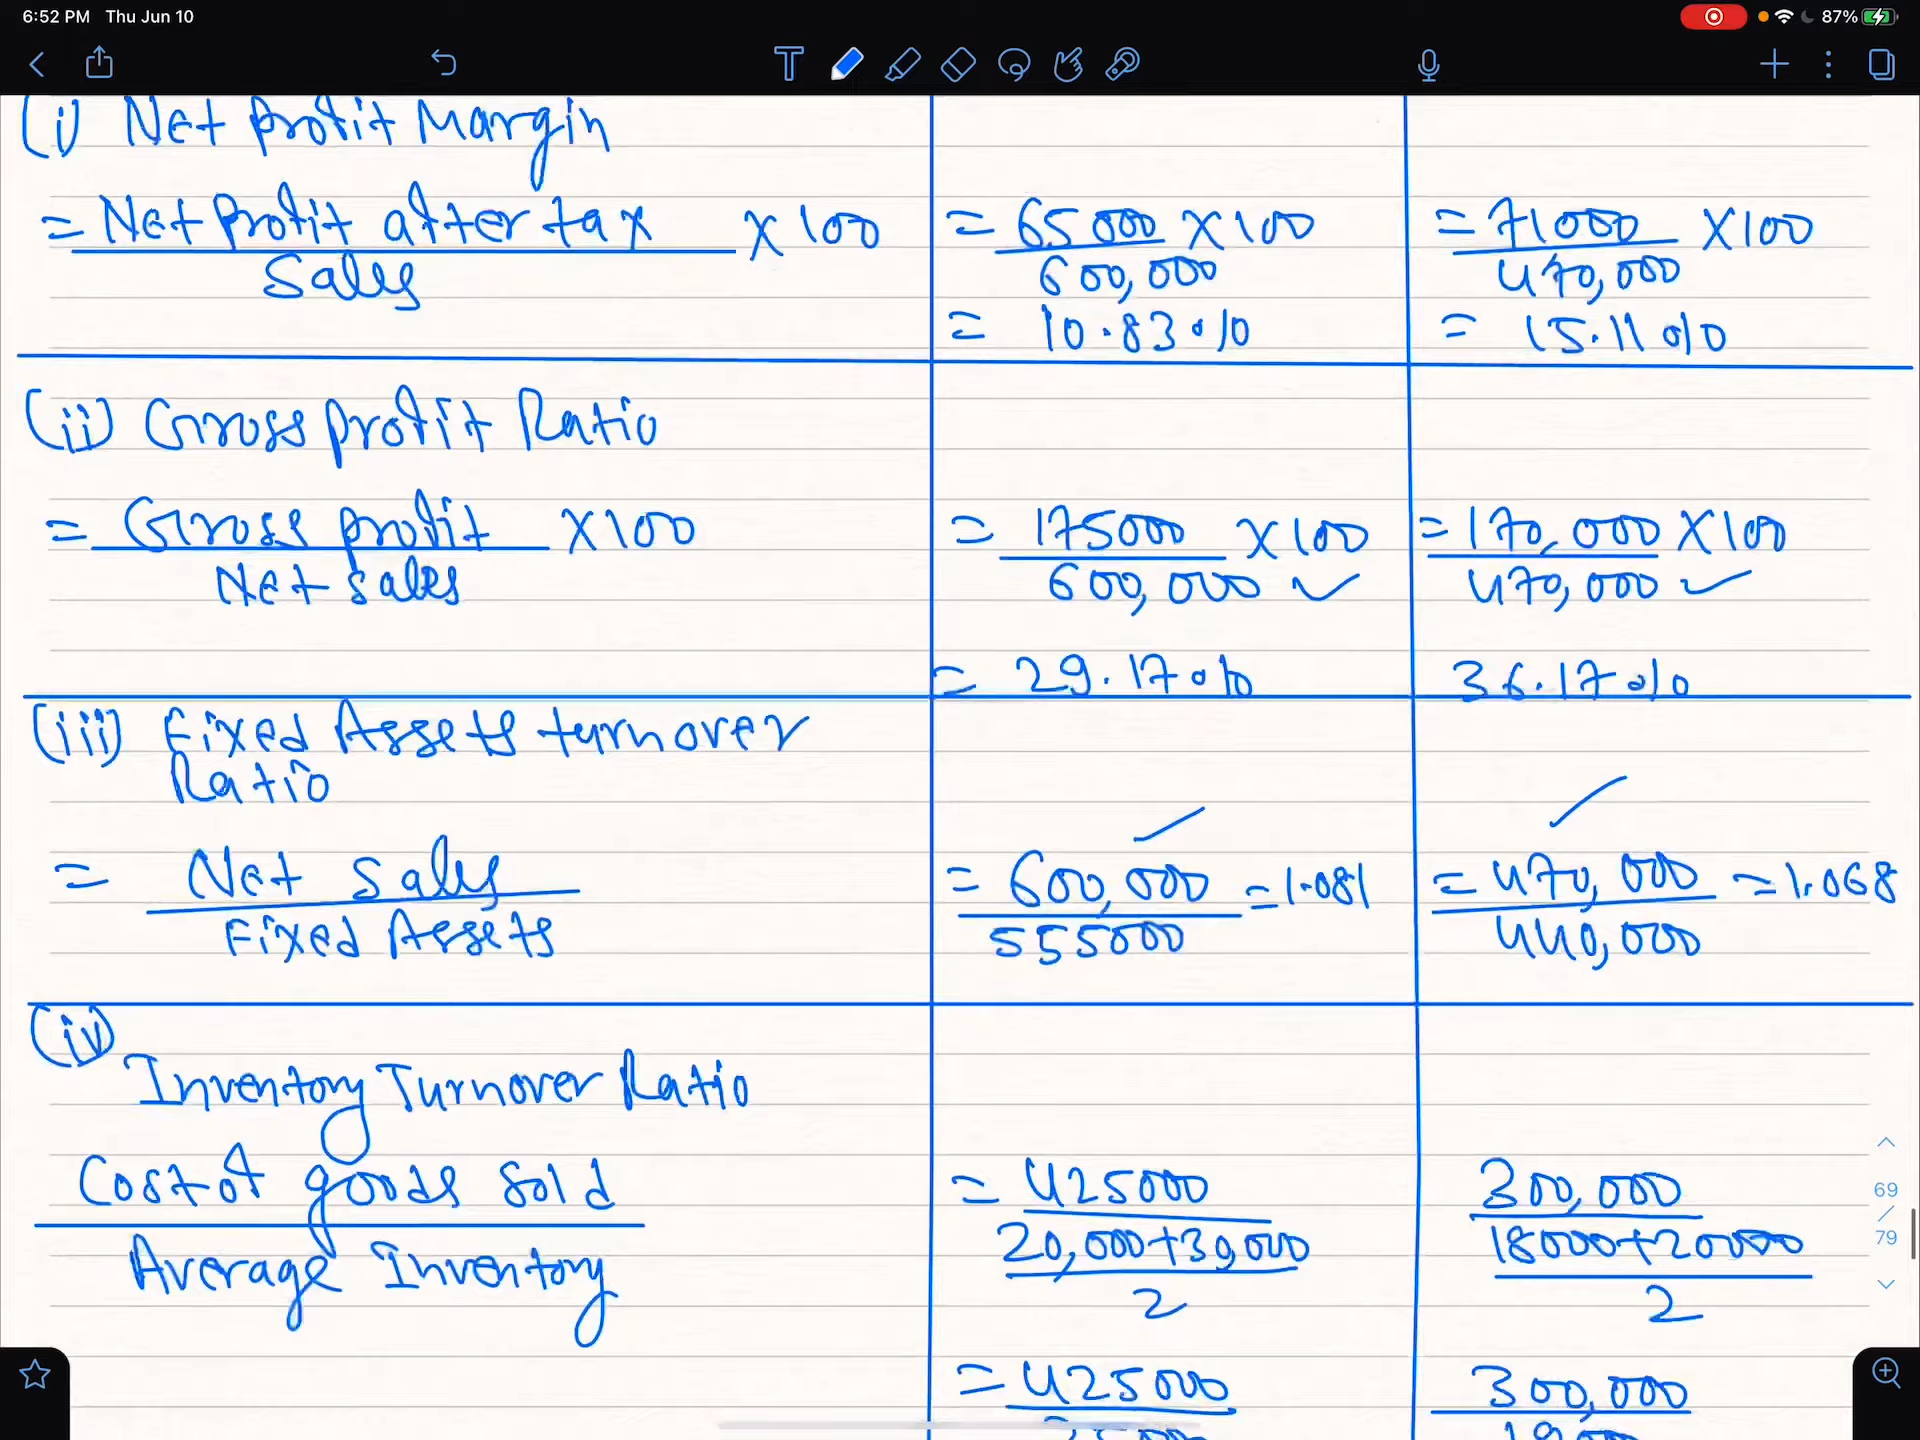 6:52 PM Thu Jun 10
87%
T
(i) Net Profit Margin
= Net Profit after tax x 100 = 65000 x 100 = 71000 x 100
Sales 600,000 470,000
= 10.83% = 15.11%
(ii) Gross profit Ratio
= Gross profit x 100 = 175000 x 100 = 170,000 x 100
Net sales 600,000 ✓ 470,000 ✓
= 29.17% 36.17%
(iii) Fixed Assets turnover
Ratio
= Net sales = 600,000 = 1.081 = 470,000 = 1.068
Fixed Assets 555000 440,000
(iv)
Inventory Turnover Ratio
Cost of goods sold = 425000 300,000
Average Inventory 20,000+30,000 18000+20000
2 2
= 425000 300,000
69
/
79